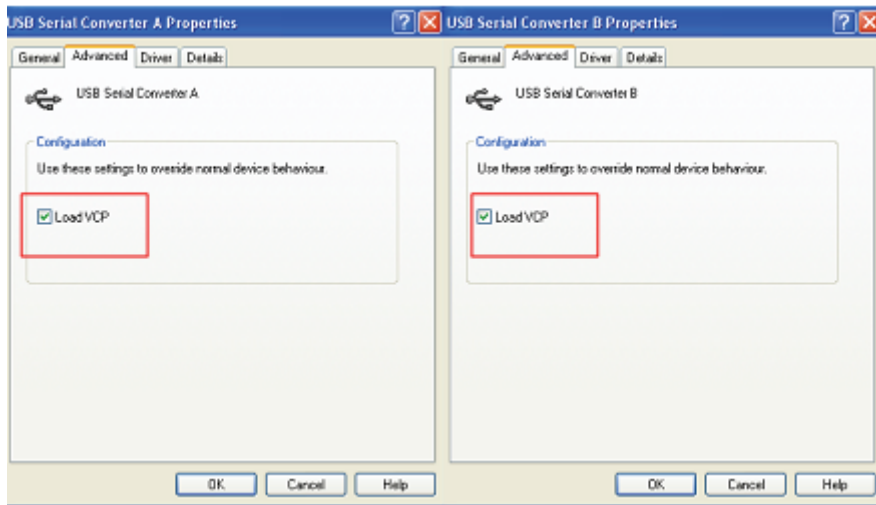 USB Serial Converter A Properties
General Advanced Driver Details
USB Serial Converter A
Configuration
Use these settings to override normal device behaviour.
Load VCP
OK Cancel Help
USB Serial Converter B Properties
General Advanced Driver Details
USB Serial Converter B
Configuration
Use these settings to override normal device behaviour.
Load VCP
OK Cancel Help